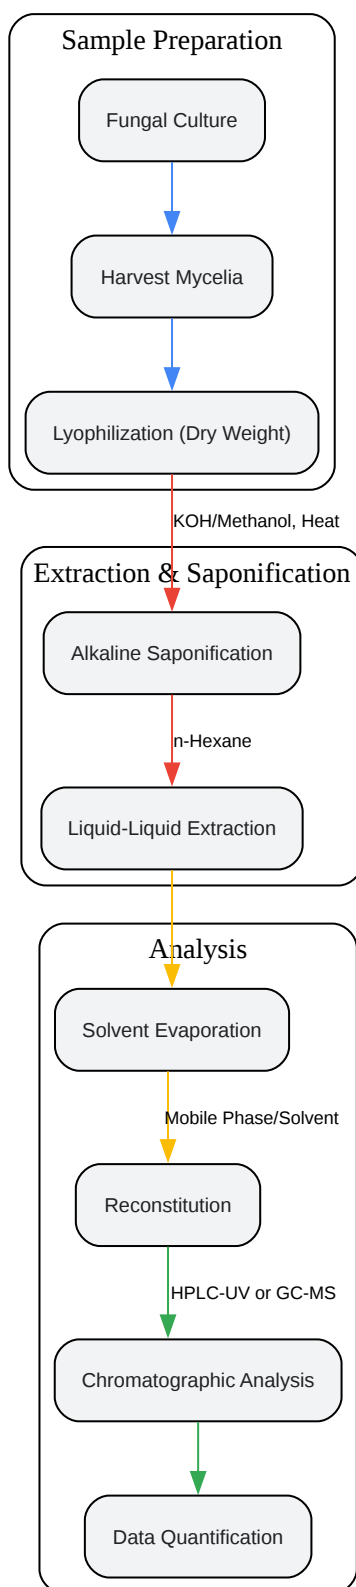 Sample Preparation
Fungal Culture
Harvest Mycelia
Lyophilization (Dry Weight)
KOH/Methanol, Heat
Extraction & Saponification
Alkaline Saponification
n-Hexane
Liquid-Liquid Extraction
Analysis
Solvent Evaporation
Mobile Phase/Solvent
Reconstitution
HPLC-UV or GC-MS
Chromatographic Analysis
Data Quantification